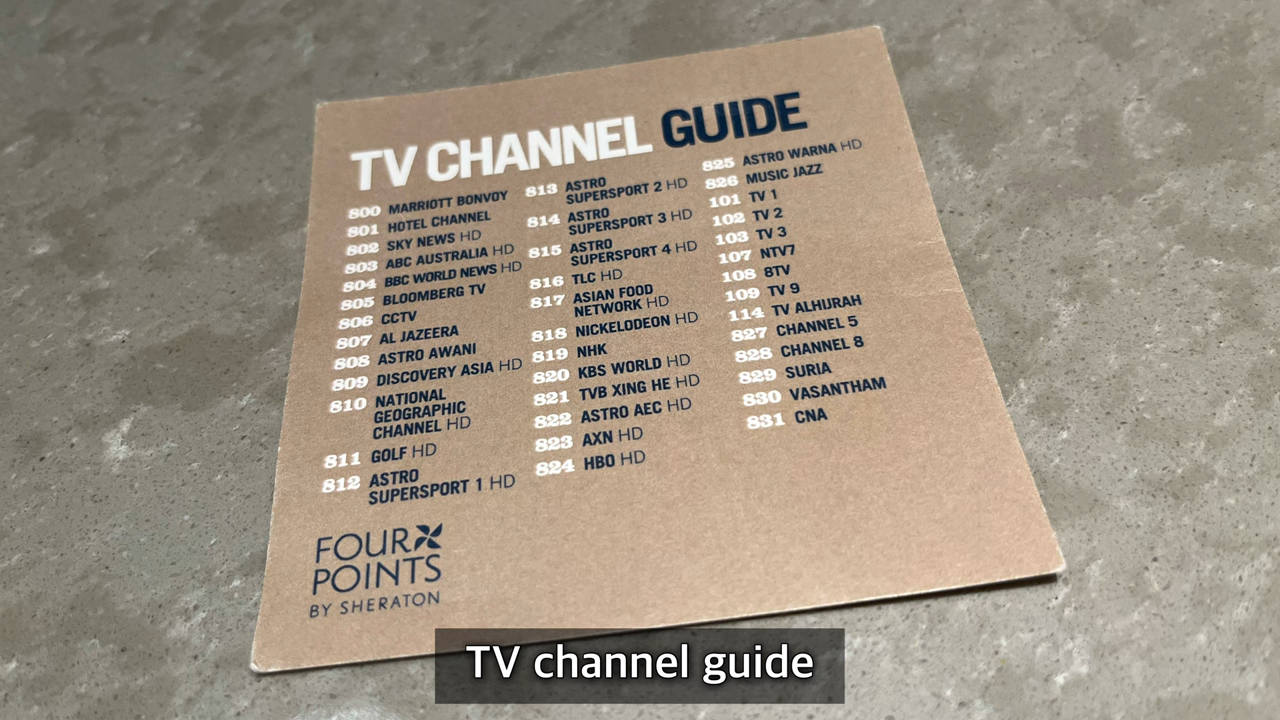 TV CHANNEL GUIDE
800 MARRIOTT BONVOY
801 HOTEL CHANNEL
802 SKY NEWS HD
803 ABC AUSTRALIA HD
804 BBC WORLD NEWS HD
805 BLOOMBERG TV
806 CCTV
807 AL JAZEERA
808 ASTRO AWANI
809 DISCOVERY ASIA HD
810 NATIONAL
GEOGRAPHIC
CHANNEL HD
811 GOLF HD
812 ASTRO
SUPERSPORT 1 HD
813 ASTRO
SUPERSPORT 2 HD
814 ASTRO
SUPERSPORT 3 HD
815 ASTRO
SUPERSPORT 4 HD
816 TLC HD
817 ASIAN FOOD
NETWORK HD
818 NICKELODEON HD
819 NHK
820 KBS WORLD HD
821 TVB XING HE HD
822 ASTRO AEC HD
823 AXN HD
824 HBO HD
825 ASTRO WARNA HD
826 MUSIC JAZZ
101 TV 1
102 TV 2
103 TV 3
107 NTV7
108 8TV
109 TV 9
114 TV ALHIJRAH
827 CHANNEL 5
828 CHANNEL 8
829 SURIA
830 VASANTHAM
831 CNA
FOUR
POINTS
BY SHERATON
TV channel guide